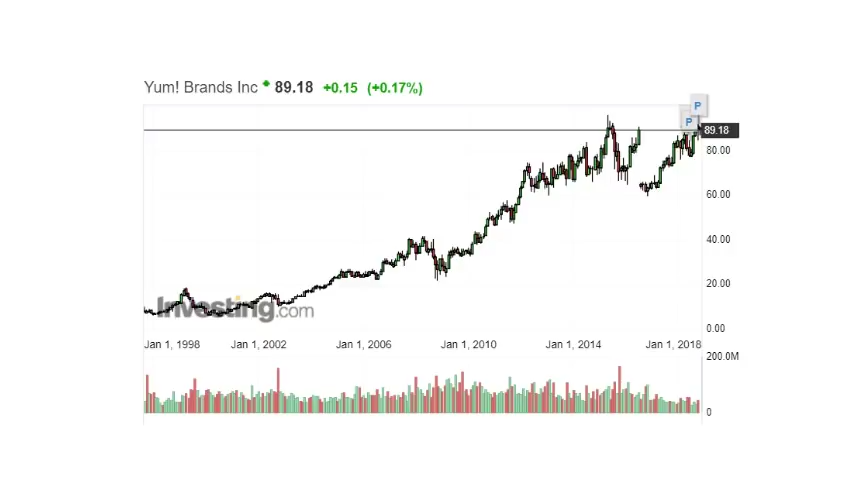 Yum! Brands Inc 89.18 +0.15 (+0.17%)
P
P
89.18
80.00
60.00
40.00
20.00
Investing.com
0.00
Jan 1, 1998 Jan 1, 2002 Jan 1, 2006 Jan 1, 2010 Jan 1, 2014 Jan 1, 2018
200.0M
0